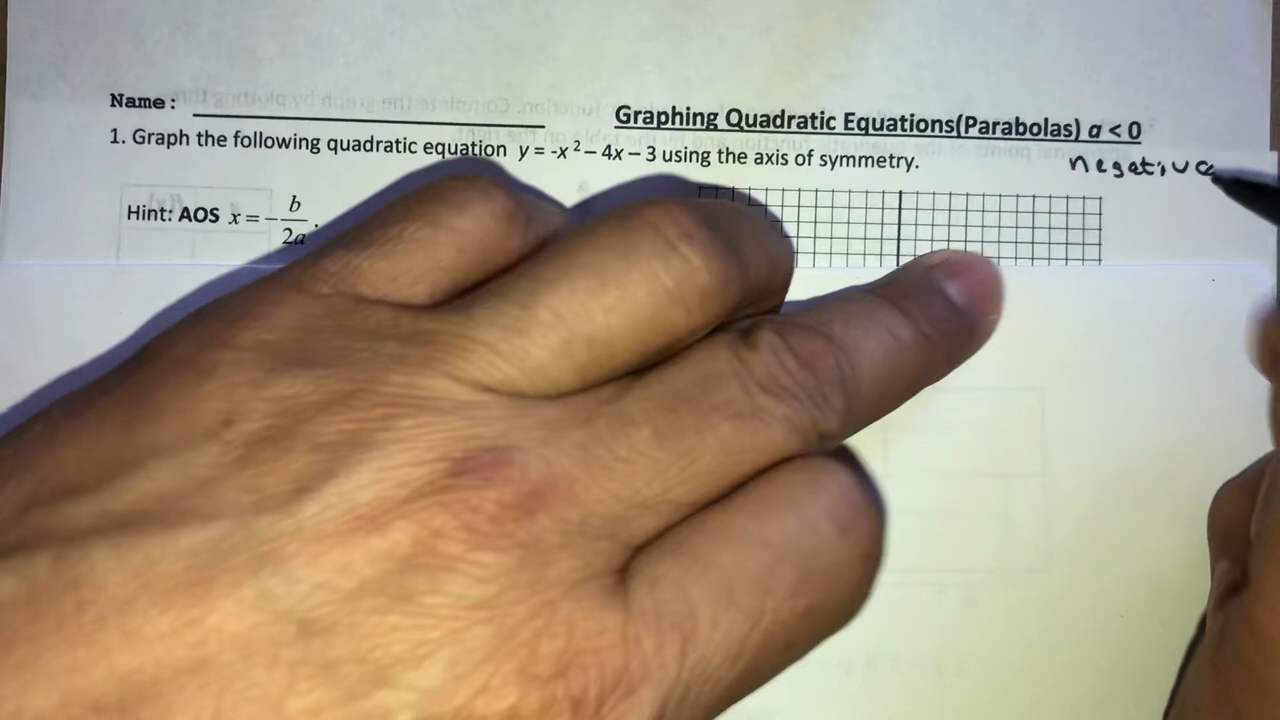 Name: Graphing Quadratic Equations(Parabolas) a < 0
1. Graph the following quadratic equation y = -x² – 4x – 3 using the axis of symmetry.
negative
Hint: AOS x = -b/2a.